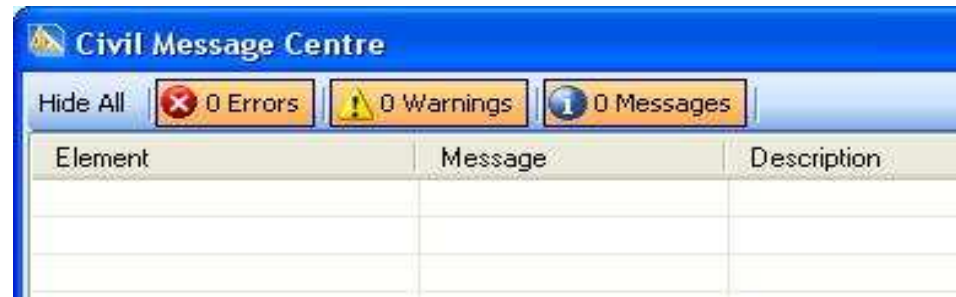 Civil Message Centre
Hide All 0 Errors 0 Warnings 0 Messages
Element Message Description